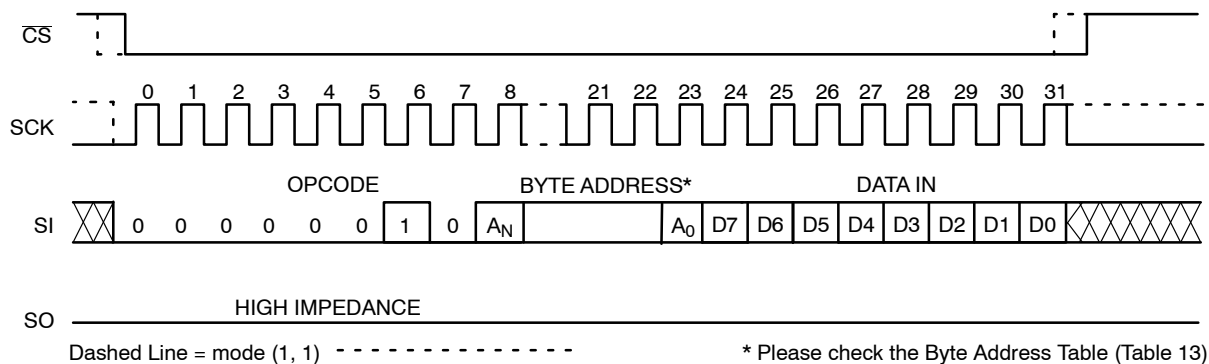 CS
0 1 2 3 4 5 6 7 8 21 22 23 24 25 26 27 28 29 30 31
SCK
OPCODE BYTE ADDRESS* DATA IN
SI 0 0 0 0 0 0 1 0 AN A0 D7 D6 D5 D4 D3 D2 D1 D0
HIGH IMPEDANCE
SO
Dashed Line = mode (1, 1) * Please check the Byte Address Table (Table 13)